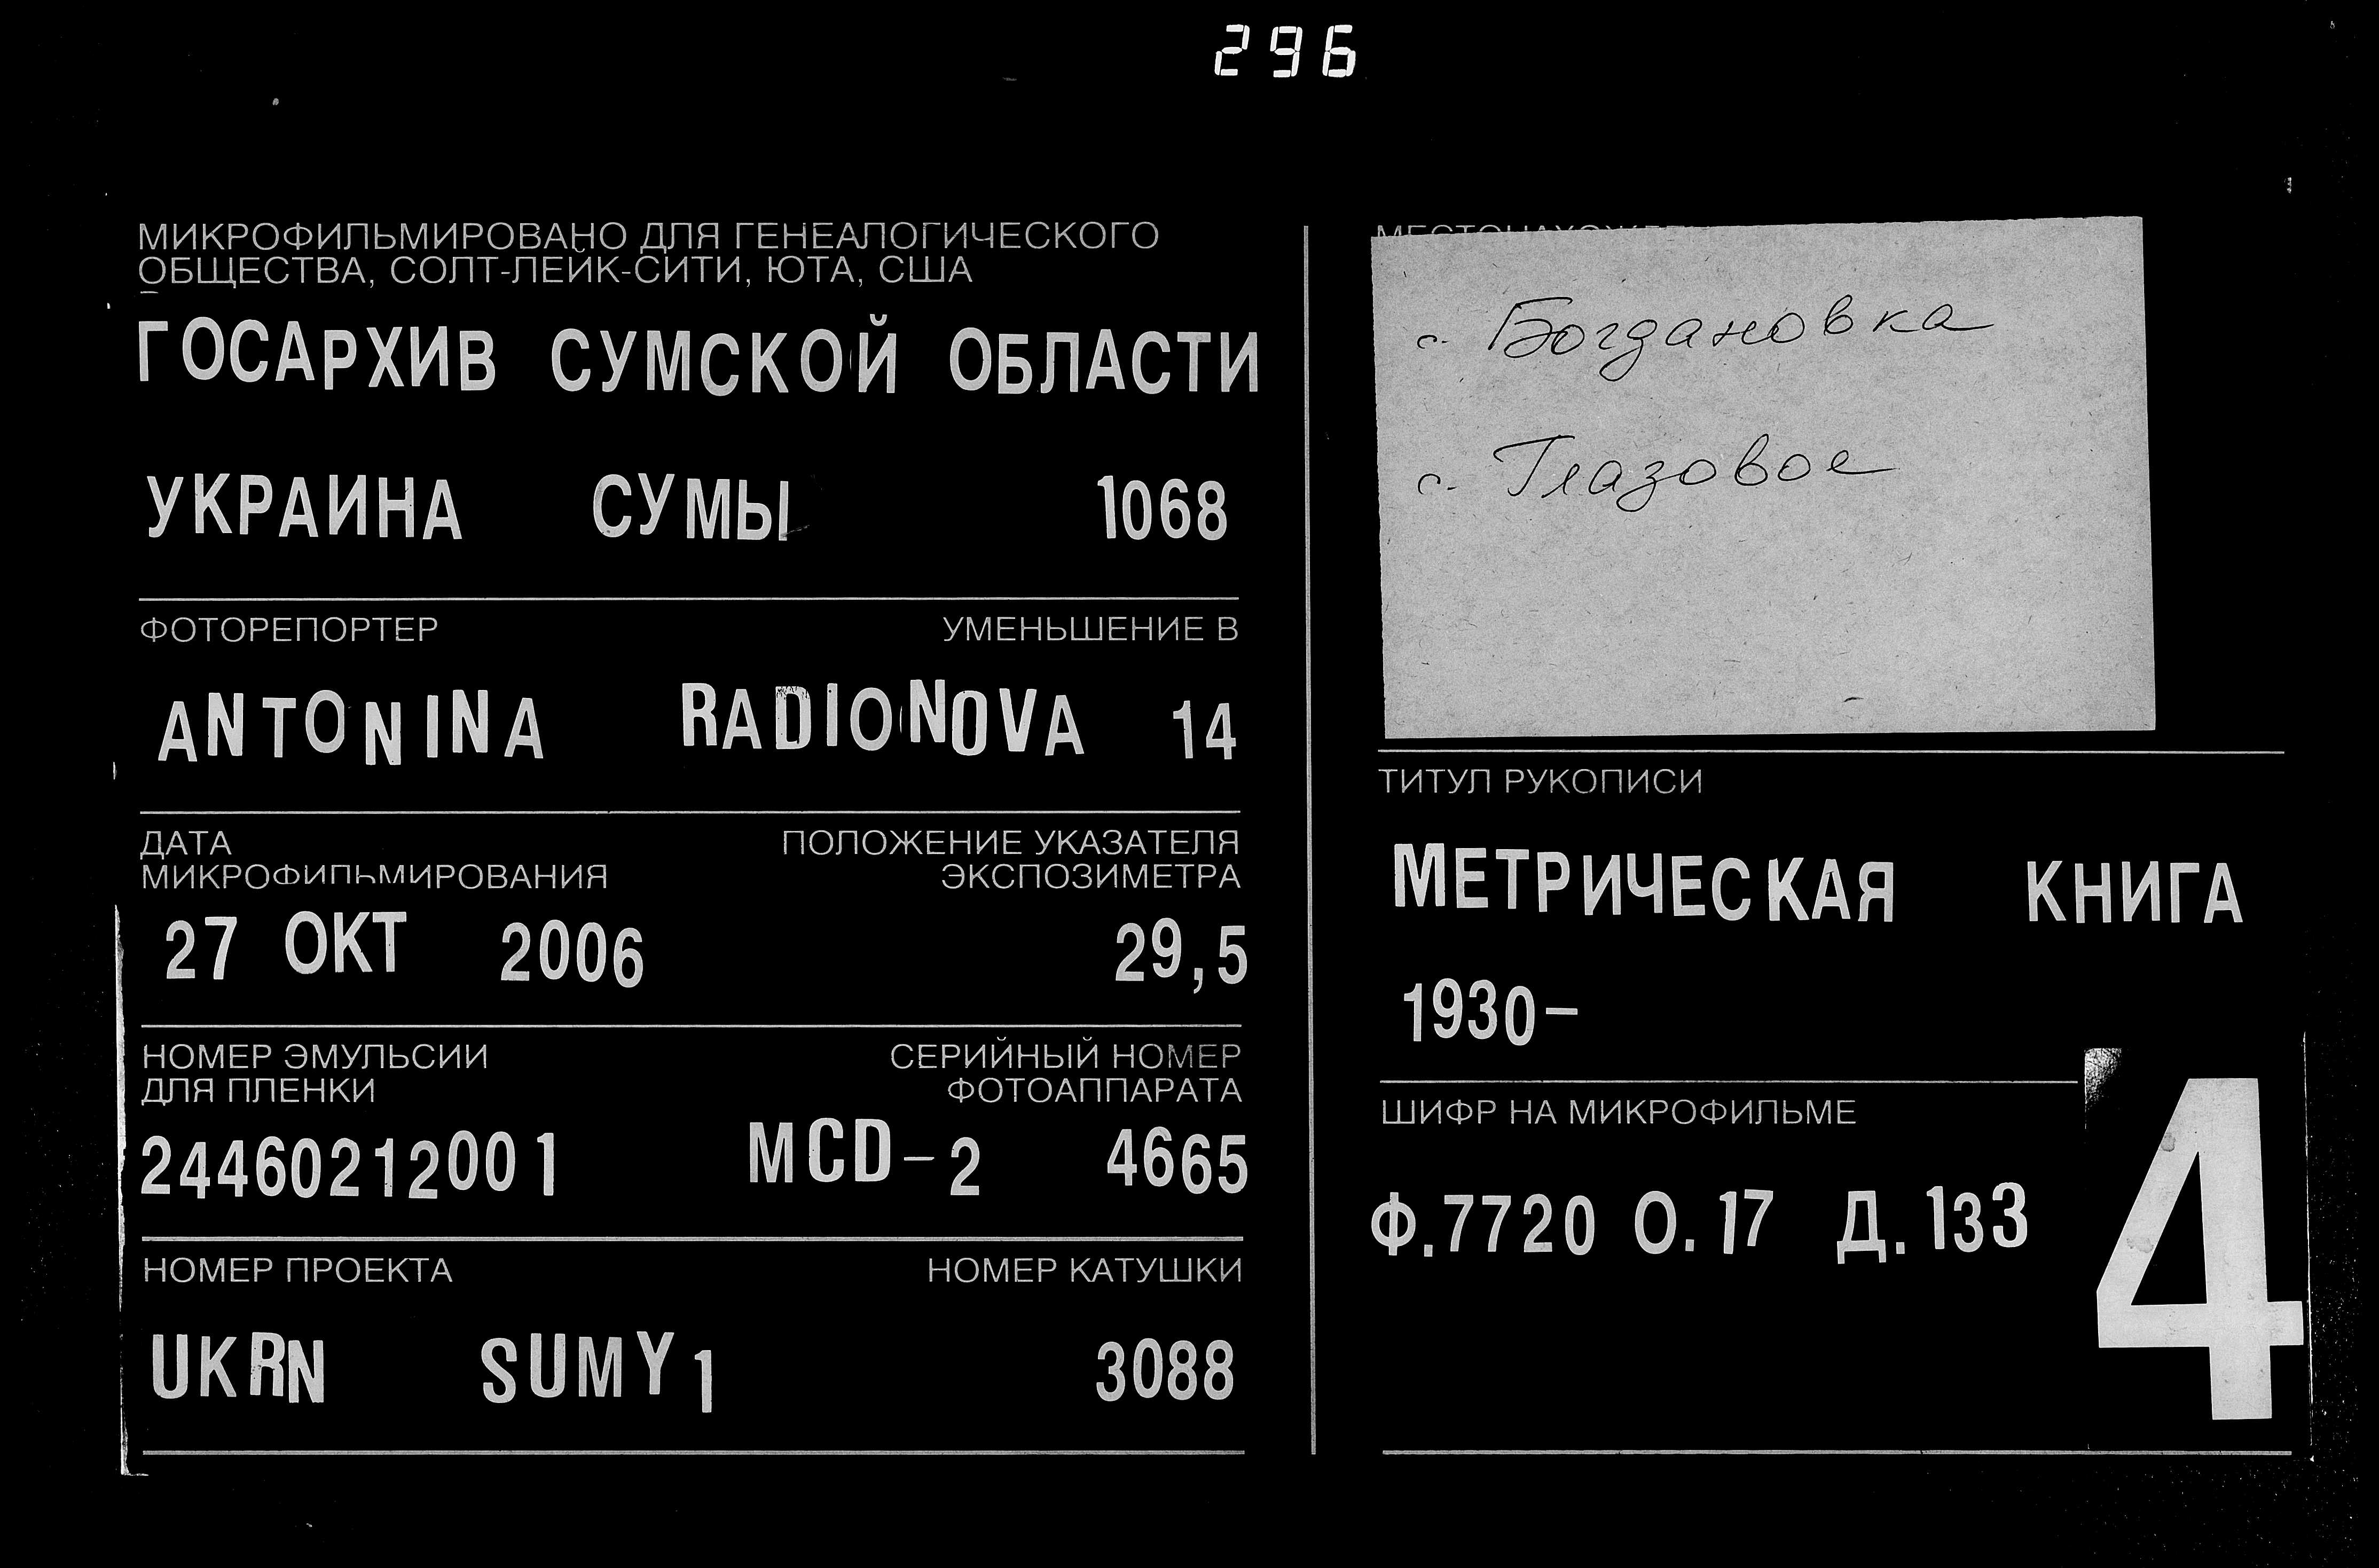 296
МИКРОФИЛЬМИРОВАНО ДЛЯ ГЕНЕАЛОГИЧЕСКОГО
ОБЩЕСТВА, СОЛТ-ЛЕЙК-СИТИ, ЮТА, США
ГОСАРХИВ СУМСКОЙ ОБЛАСТИ
УКРАИНА СУМЫ 1068
ФОТОРЕПОРТЕР УМЕНЬШЕНИЕ В
ANTONINA RADIONOVA 14
ДАТА ПОЛОЖЕНИЕ УКАЗАТЕЛЯ
МИКРОФИЛЬМИРОВАНИЯ ЭКСПОЗИМЕТРА
27 ОКТ 2006 29,5
НОМЕР ЭМУЛЬСИИ СЕРИЙНЫЙ НОМЕР
ДЛЯ ПЛЕНКИ ФОТОАППАРАТА
24460212001 MCD-2 4665
НОМЕР ПРОЕКТА НОМЕР КАТУШКИ
UKRN SUMY1 3088
с. Богдановка
с. Глазовое
ТИТУЛ РУКОПИСИ
МЕТРИЧЕСКАЯ КНИГА
1930-
ШИФР НА МИКРОФИЛЬМЕ
Ф.7720 О.17 Д.133
4